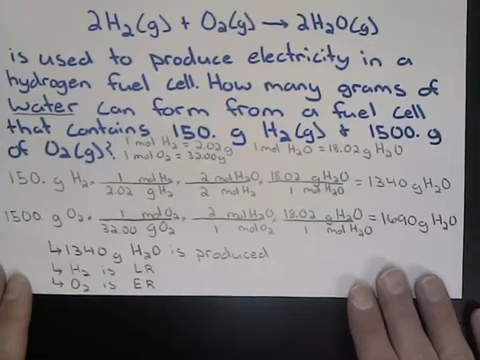 2H₂(g) + O₂(g) → 2H₂O(g)
is used to produce electricity in a
hydrogen fuel cell. How many grams of
water can form from a fuel cell
that contains 150. g H₂(g) + 1500. g
of O₂(g)? 1 mol H₂ = 2.02g 1 mol H₂O = 18.02 g H₂O
1 mol O₂ = 32.00g
150. g H₂ × 1 mol H₂ / 2.02 g H₂ × 2 mol H₂O / 2 mol H₂ × 18.02 g H₂O / 1 mol H₂O = 1340 g H₂O
1500. g O₂ × 1 mol O₂ / 32.00 g O₂ × 2 mol H₂O / 1 mol O₂ × 18.02 g H₂O / 1 mol H₂O = 1690 g H₂O
↳ 1340 g H₂O is produced
↳ H₂ is LR
↳ O₂ is ER